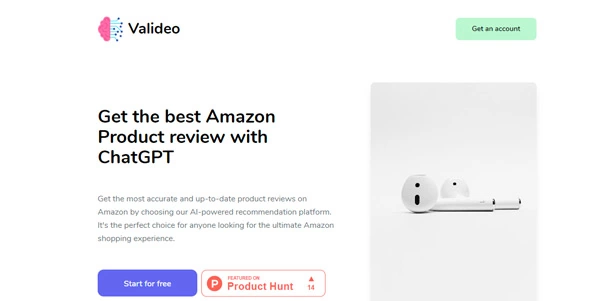 Valideo
Get an account
Get the best Amazon
Product review with
ChatGPT
Get the most accurate and up-to-date product reviews on
Amazon by choosing our AI-powered recommendation platform.
It's the perfect choice for anyone looking for the ultimate Amazon
shopping experience.
Start for free
FEATURED ON
Product Hunt
14